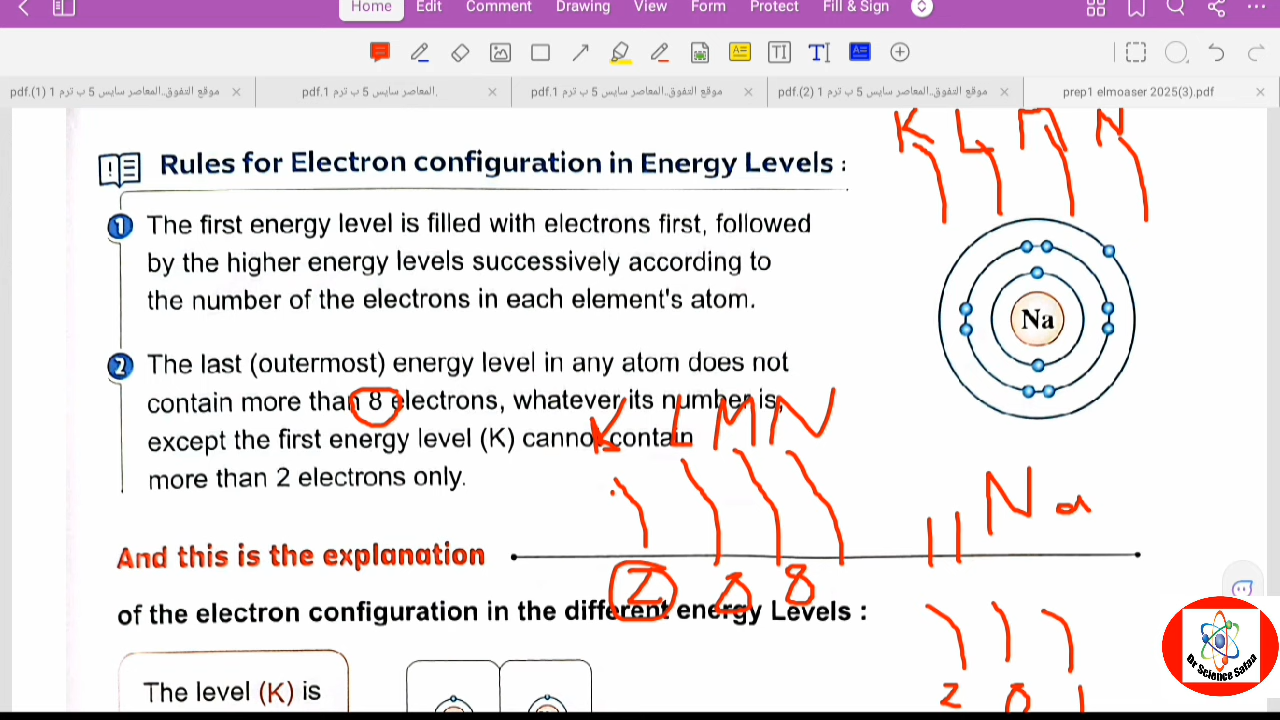 Home Edit Comment Drawing View Form Protect Fill & Sign
موقع التفوق..المعاصر سايس 5 ب ترم 1 (1).pdf
المعاصر سايس 5 ب ترم 1.pdf
موقع التفوق..المعاصر سايس 5 ب ترم 1.pdf
موقع التفوق..المعاصر سايس 5 ب ترم 1 (2).pdf
prep1 elmoaser 2025(3).pdf
K L M N
Rules for Electron configuration in Energy Levels :
1 The first energy level is filled with electrons first, followed
by the higher energy levels successively according to
the number of the electrons in each element's atom.
Na
2 The last (outermost) energy level in any atom does not
contain more than 8 electrons, whatever its number is,
except the first energy level (K) cannot contain
more than 2 electrons only.
K L M N
2 8 8
11 Na
2 8 1
And this is the explanation
of the electron configuration in the different energy Levels :
The level (K) is
Dr Science Safaa